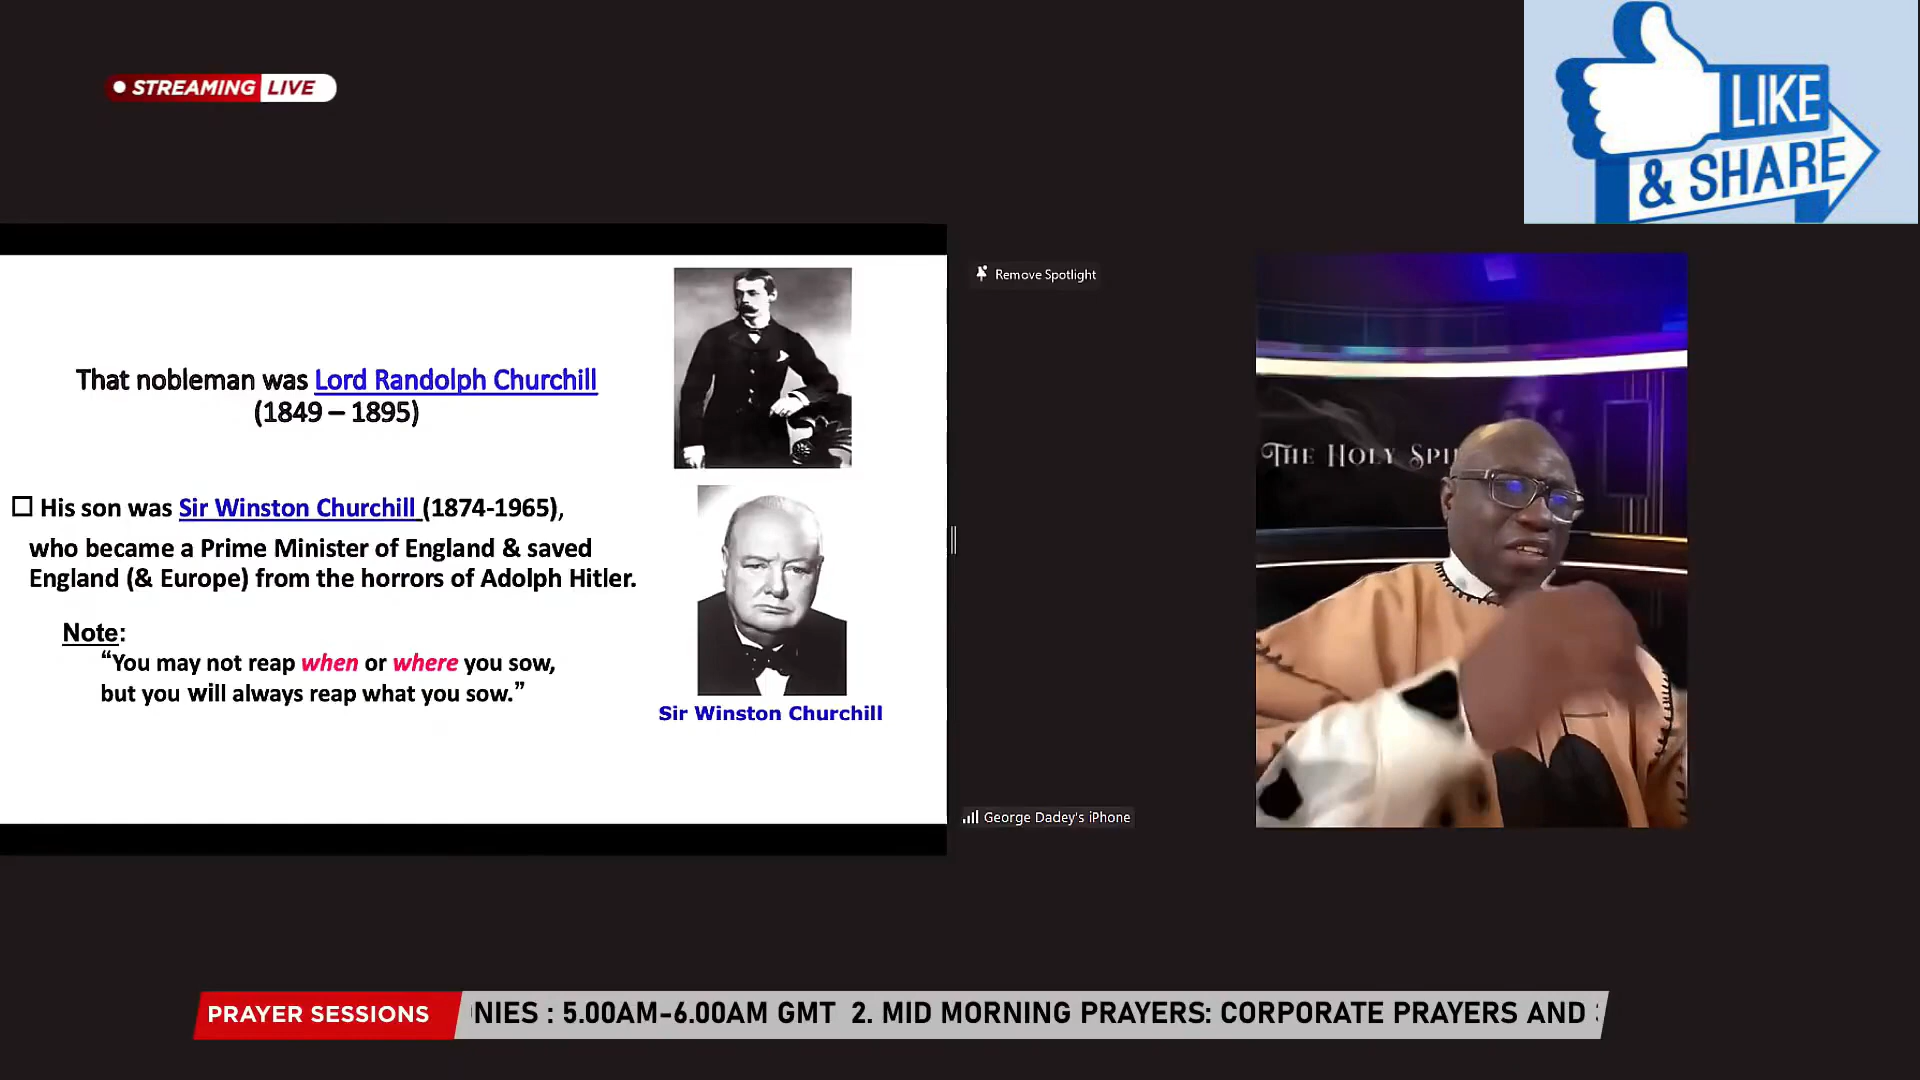 STREAMING LIVE
LIKE
& SHARE
Remove Spotlight
That nobleman was Lord Randolph Churchill
(1849 – 1895)
His son was Sir Winston Churchill (1874-1965),
who became a Prime Minister of England & saved
England (& Europe) from the horrors of Adolph Hitler.
Note:
“You may not reap when or where you sow,
but you will always reap what you sow.”
Sir Winston Churchill
THE HOLY SPI
George Dadey's iPhone
PRAYER SESSIONS
NIES : 5.00AM-6.00AM GMT 2. MID MORNING PRAYERS: CORPORATE PRAYERS AND